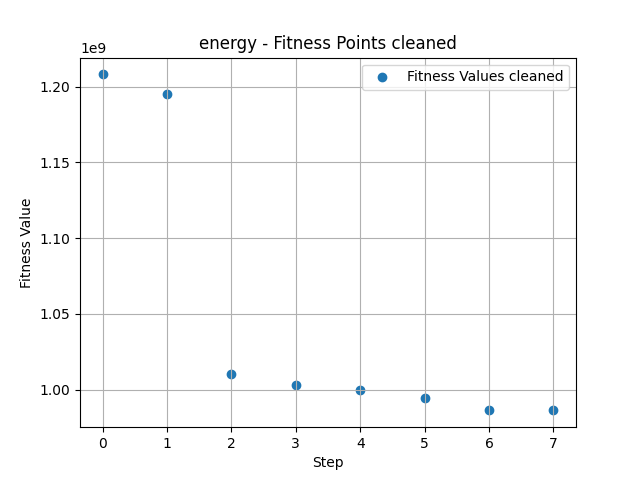 energy - Fitness Points cleaned
1e9
Fitness Values cleaned
1.20
1.15
1.10
1.05
1.00
Fitness Value
0 1 2 3 4 5 6 7
Step